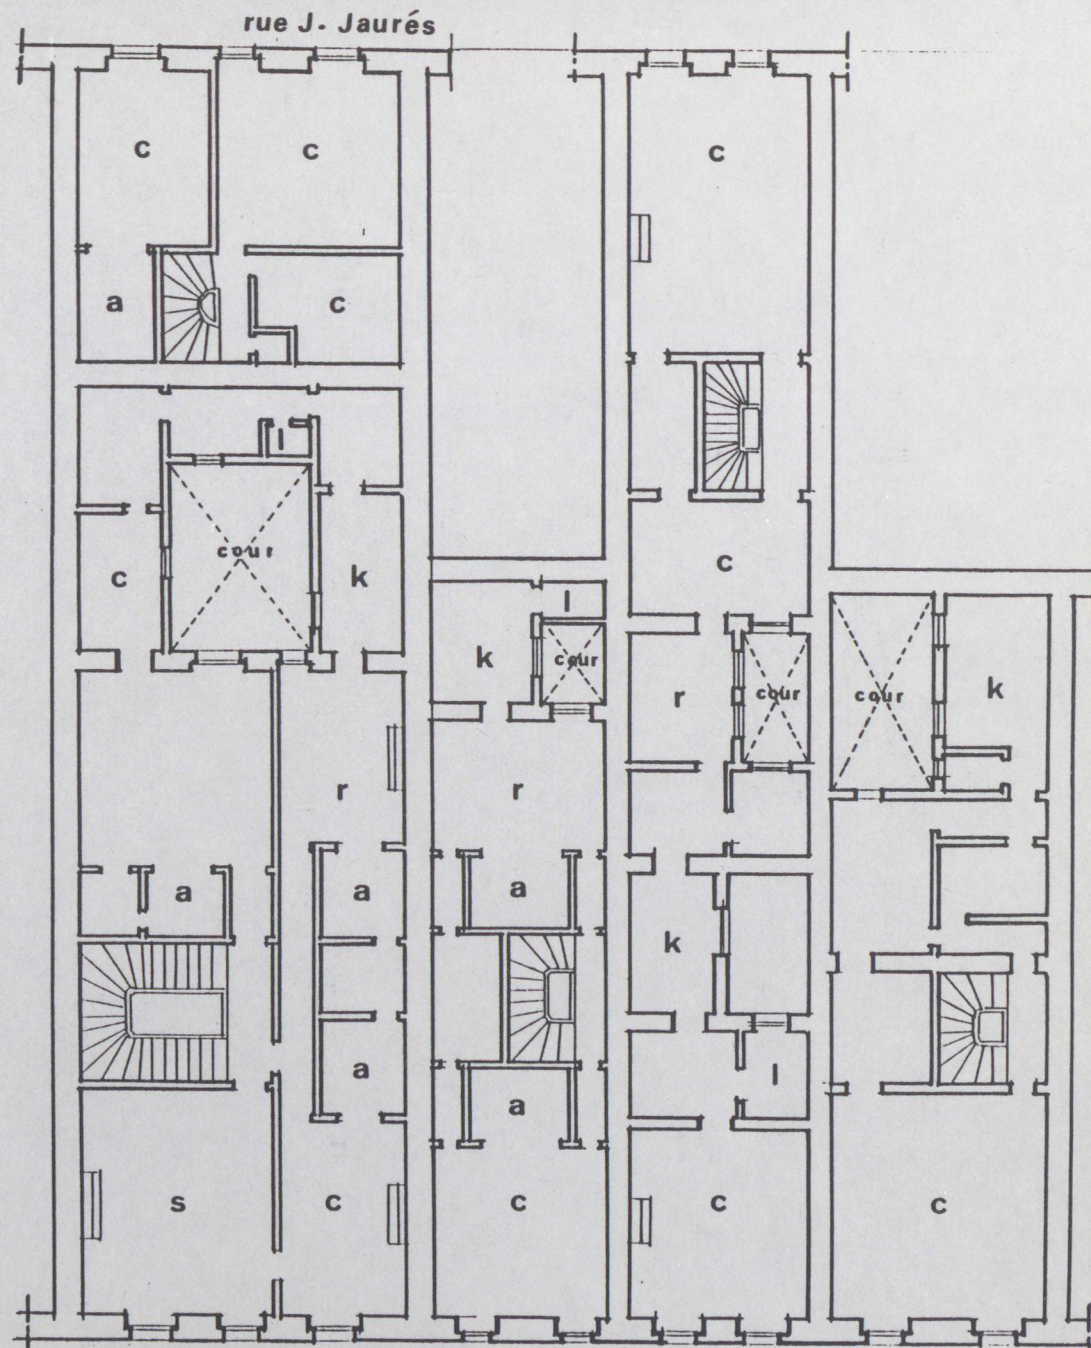 rue J. Jaurés
c c c
a c
l
cour
c k c
l
k cour
r cour cour k
r r
a a a
k
a a l
s c c c c